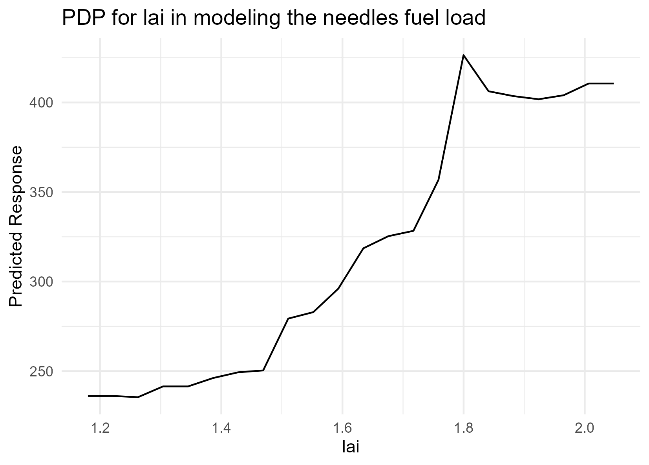 PDP for lai in modeling the needles fuel load
400
350
300
250
Predicted Response
1.2 1.4 1.6 1.8 2.0
lai